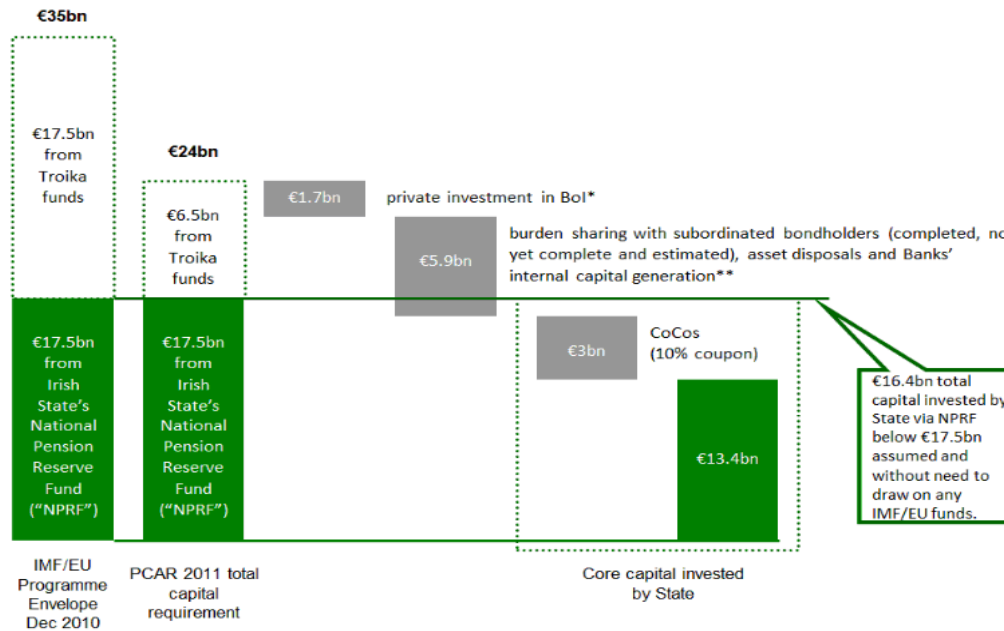 €35bn
€17.5bn
from
Troika
funds
€24bn
€6.5bn
from
Troika
funds
€1.7bn
private investment in BoI*
€5.9bn
burden sharing with subordinated bondholders (completed, no
yet complete and estimated), asset disposals and Banks'
internal capital generation**
€17.5bn
from
Irish
State's
National
Pension
Reserve
Fund
("NPRF")
€17.5bn
from
Irish
State's
National
Pension
Reserve
Fund
("NPRF")
€3bn
CoCos
(10% coupon)
€13.4bn
€16.4bn total
capital invested by
State via NPRF
below €17.5bn
assumed and
without need to
draw on any
IMF/EU funds.
IMF/EU
Programme
Envelope
Dec 2010
PCAR 2011 total
capital
requirement
Core capital invested
by State